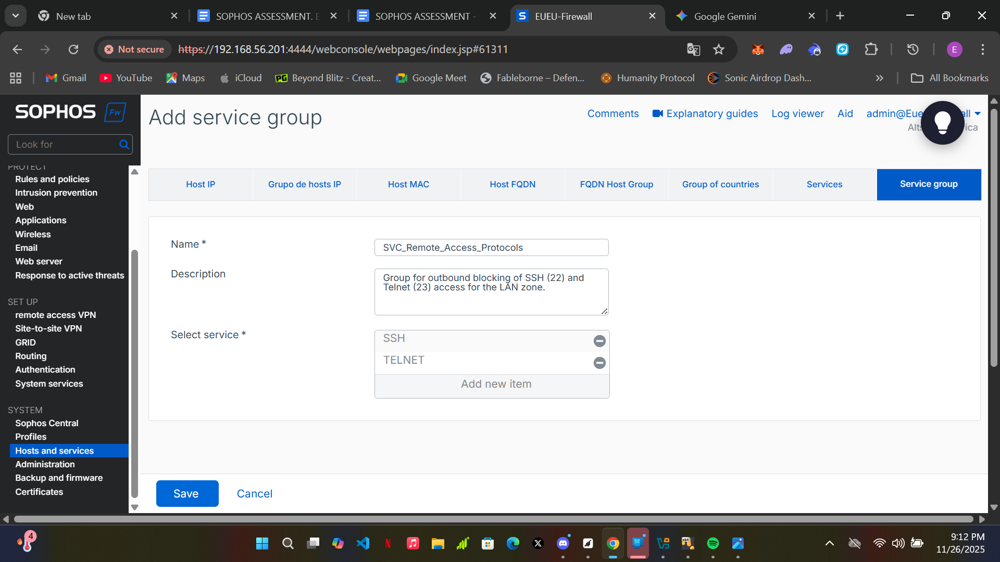 New tab
SOPHOS ASSESSMENT. E
SOPHOS ASSESSMENT -
EUEU-Firewall
Google Gemini
Not secure
https://192.168.56.201:4444/webconsole/webpages/index.jsp#61311
E
Gmail
YouTube
Maps
iCloud
Beyond Blitz - Creat...
Google Meet
Fableborne – Defen...
Humanity Protocol
Sonic Airdrop Dash...
All Bookmarks
SOPHOS Fw
Look for
PROTECT
Rules and policies
Intrusion prevention
Web
Applications
Wireless
Email
Web server
Response to active threats
SET UP
remote access VPN
Site-to-site VPN
GRID
Routing
Authentication
System services
SYSTEM
Sophos Central
Profiles
Hosts and services
Administration
Backup and firmware
Certificates
Add service group
Comments
Explanatory guides
Log viewer
Aid
Host IP
Grupo de hosts IP
Host MAC
Host FQDN
FQDN Host Group
Group of countries
Services
Service group
Name *
SVC_Remote_Access_Protocols
Description
Group for outbound blocking of SSH (22) and
Telnet (23) access for the LAN zone.
Select service *
SSH
TELNET
Add new item
Save
Cancel
4
9:12 PM
11/26/2025